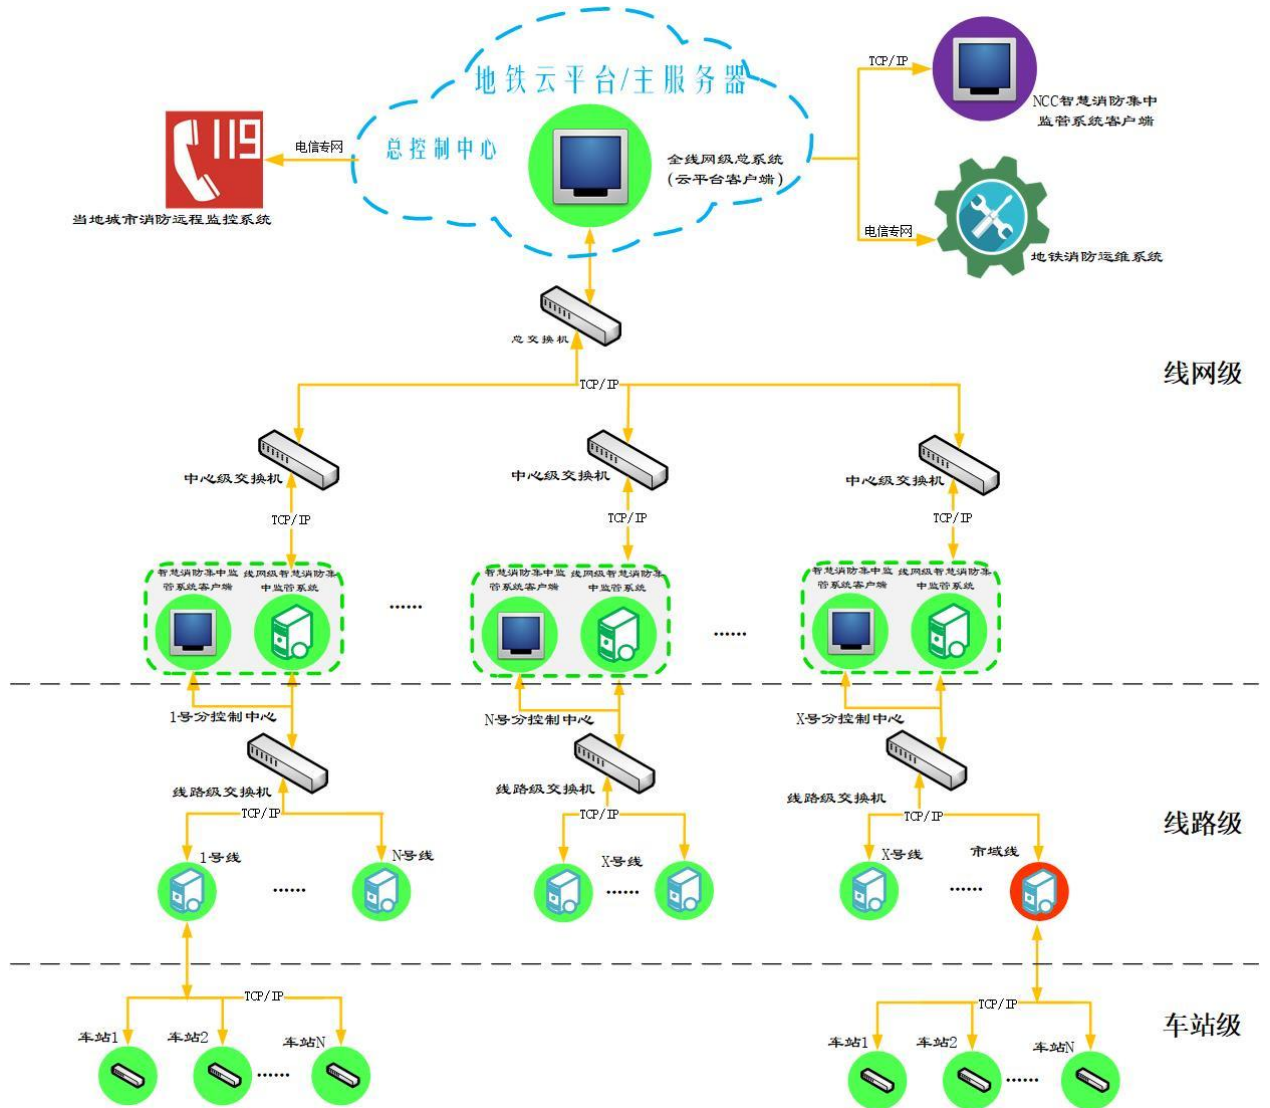 地铁云平台/主服务器
TCP/IP
NCC智慧消防集中
监管系统客户端
119
电信专网
总控制中心
全线网级总系统
(云平台客户端)
当地城市消防远程监控系统
电信专网
地铁消防运维系统
总交换机
线网级
TCP/IP
中心级交换机
中心级交换机
中心级交换机
TCP/IP
TCP/IP
TCP/IP
智慧消防集中监
管系统客户端
线网级智慧消防集
中监管系统
......
智慧消防集中监
管系统客户端
线网级智慧消防集
中监管系统
......
智慧消防集中监
管系统客户端
线网级智慧消防集
中监管系统
1号分控制中心
N号分控制中心
X号分控制中心
线路级交换机
线路级交换机
线路级交换机
线路级
TCP/IP
TCP/IP
TCP/IP
1号线
......
N号线
X号线
......
X号线
......
市域线
TCP/IP
TCP/IP
车站级
车站1
车站2
......
车站N
车站1
车站2
......
车站N